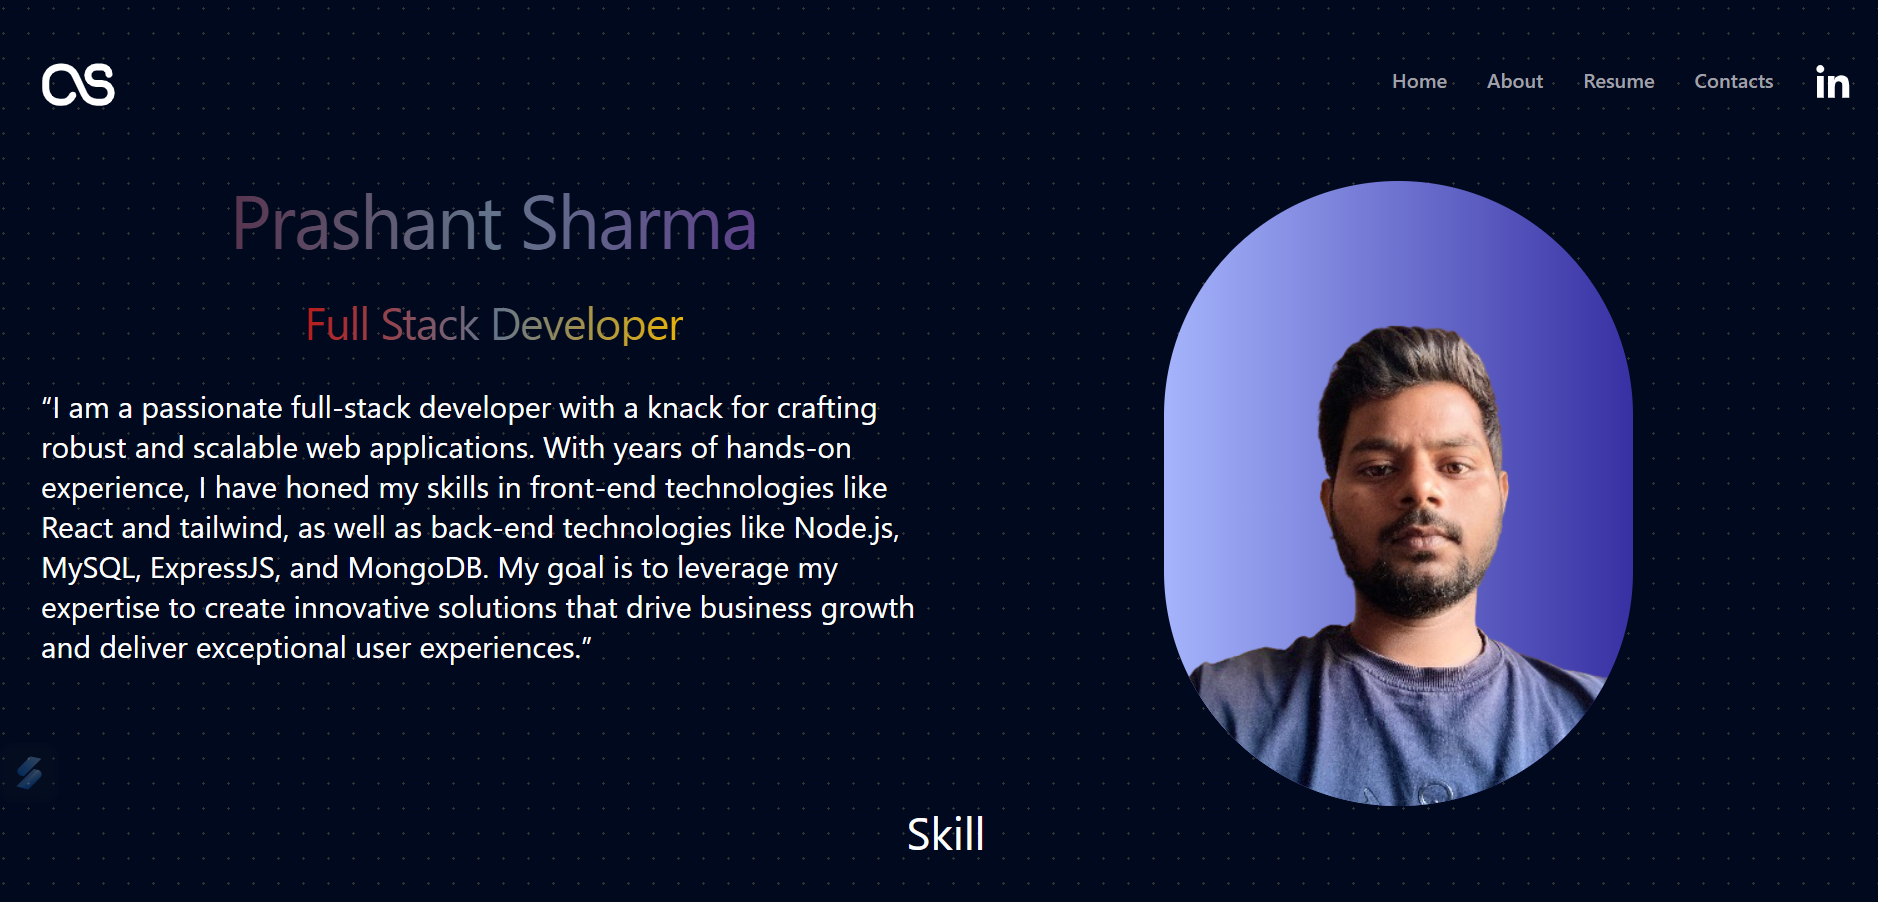 Home About Resume Contacts in
Prashant Sharma
Full Stack Developer
“I am a passionate full-stack developer with a knack for crafting
robust and scalable web applications. With years of hands-on
experience, I have honed my skills in front-end technologies like
React and tailwind, as well as back-end technologies like Node.js,
MySQL, ExpressJS, and MongoDB. My goal is to leverage my
expertise to create innovative solutions that drive business growth
and deliver exceptional user experiences.”
Skill